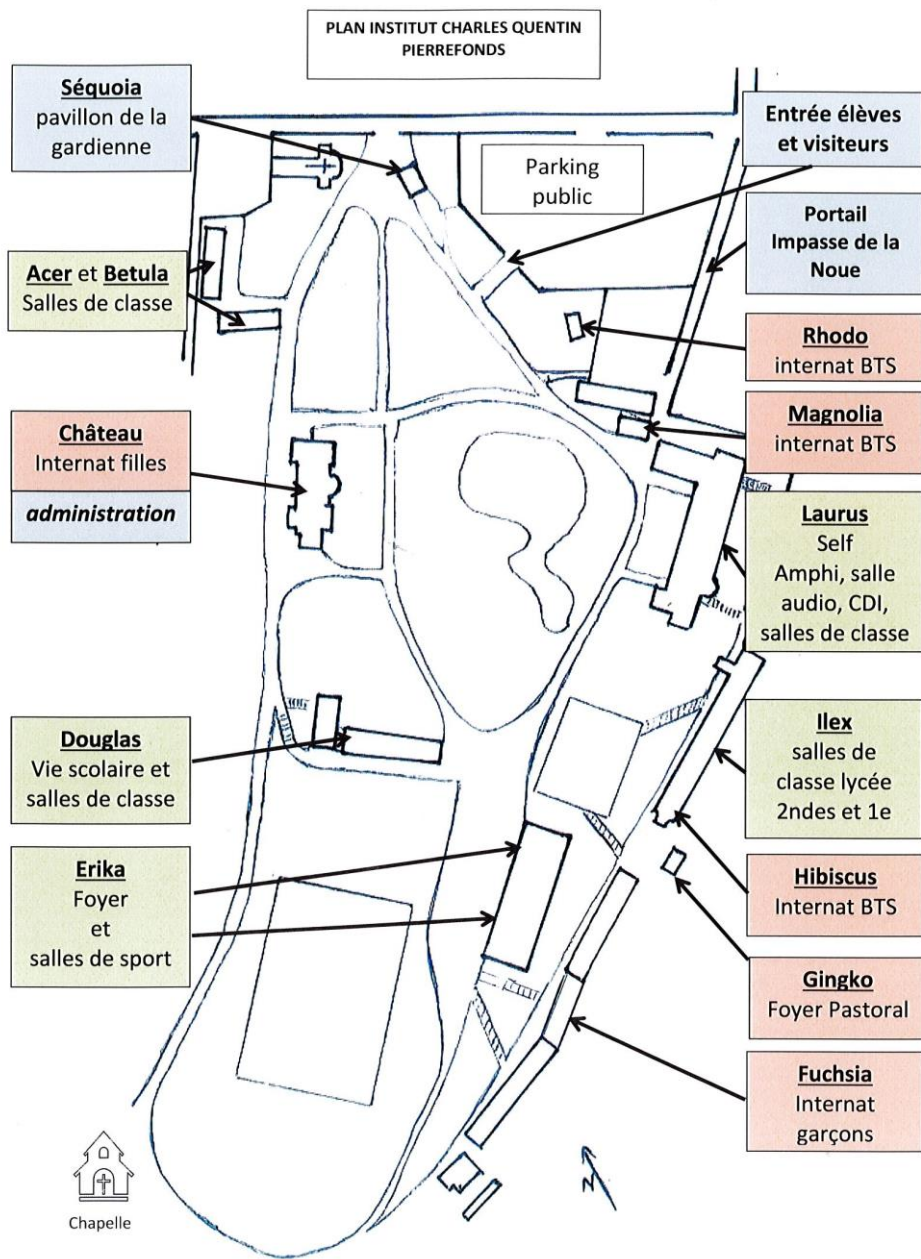 PLAN INSTITUT CHARLES QUENTIN
PIERREFONDS
Séquoia
pavillon de la
gardienne
Entrée élèves
et visiteurs
Parking
public
Portail
Impasse de la
Noue
Acer et Betula
Salles de classe
Rhodo
internat BTS
Magnolia
internat BTS
Château
Internat filles
administration
Laurus
Self
Amphi, salle
audio, CDI,
salles de classe
Douglas
Vie scolaire et
salles de classe
Ilex
salles de
classe lycée
2ndes et 1e
Erika
Foyer
et
salles de sport
Hibiscus
Internat BTS
Gingko
Foyer Pastoral
Fuchsia
Internat
garçons
Chapelle
N